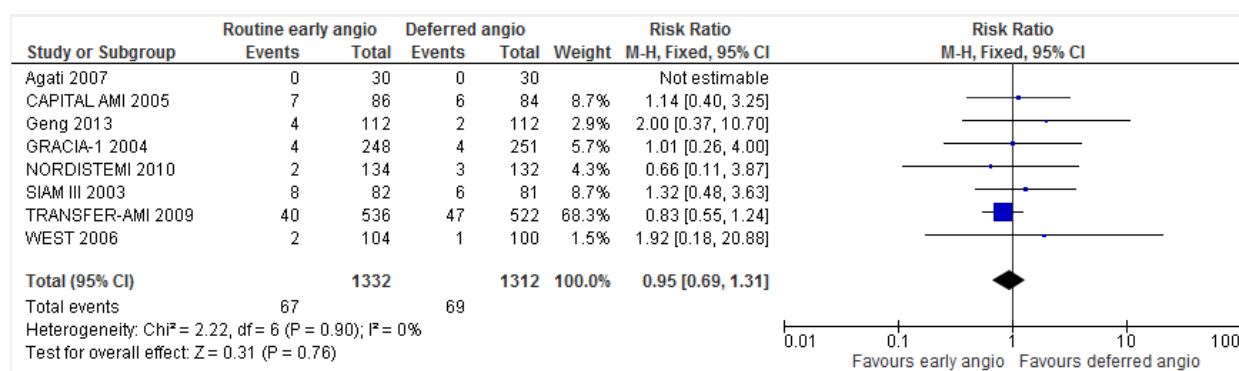 Routine early angio Deferred angio Risk Ratio Risk Ratio
Study or Subgroup Events Total Events Total Weight M-H, Fixed, 95% CI M-H, Fixed, 95% CI
Agati 2007 0 30 0 30 Not estimable
CAPITAL AMI 2005 7 86 6 84 8.7% 1.14 [0.40, 3.25]
Geng 2013 4 112 2 112 2.9% 2.00 [0.37, 10.70]
GRACIA-1 2004 4 248 4 251 5.7% 1.01 [0.26, 4.00]
NORDISTEMI 2010 2 134 3 132 4.3% 0.66 [0.11, 3.87]
SIAM III 2003 8 82 6 81 8.7% 1.32 [0.48, 3.63]
TRANSFER-AMI 2009 40 536 47 522 68.3% 0.83 [0.55, 1.24]
WEST 2006 2 104 1 100 1.5% 1.92 [0.18, 20.88]
Total (95% CI) 1332 1312 100.0% 0.95 [0.69, 1.31]
Total events 67 69
Heterogeneity: Chi² = 2.22, df = 6 (P = 0.90); I² = 0%
Test for overall effect: Z = 0.31 (P = 0.76)
0.01 0.1 1 10 100
Favours early angio Favours deferred angio